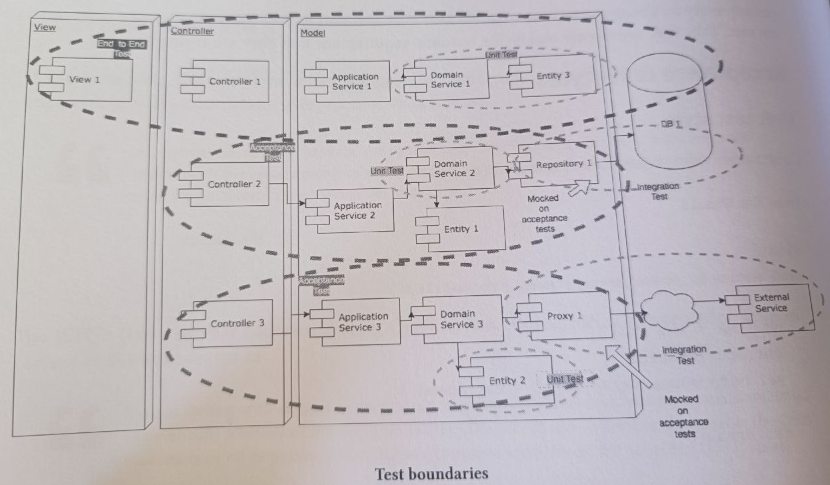 View
Controller
Model
End to End
Test
View 1
Controller 1
Application
Service 1
Domain
Service 1
Unit Test
Entity 3
DB 1
Acceptance
Test
Controller 2
Application
Service 2
Unit Test
Domain
Service 2
Entity 1
Repository 1
Mocked
on
acceptance
tests
Integration
Test
Acceptance
Test
Controller 3
Application
Service 3
Domain
Service 3
Proxy 1
External
Service
Integration
Test
Entity 2
Unit Test
Mocked
on
acceptance
tests
Test boundaries